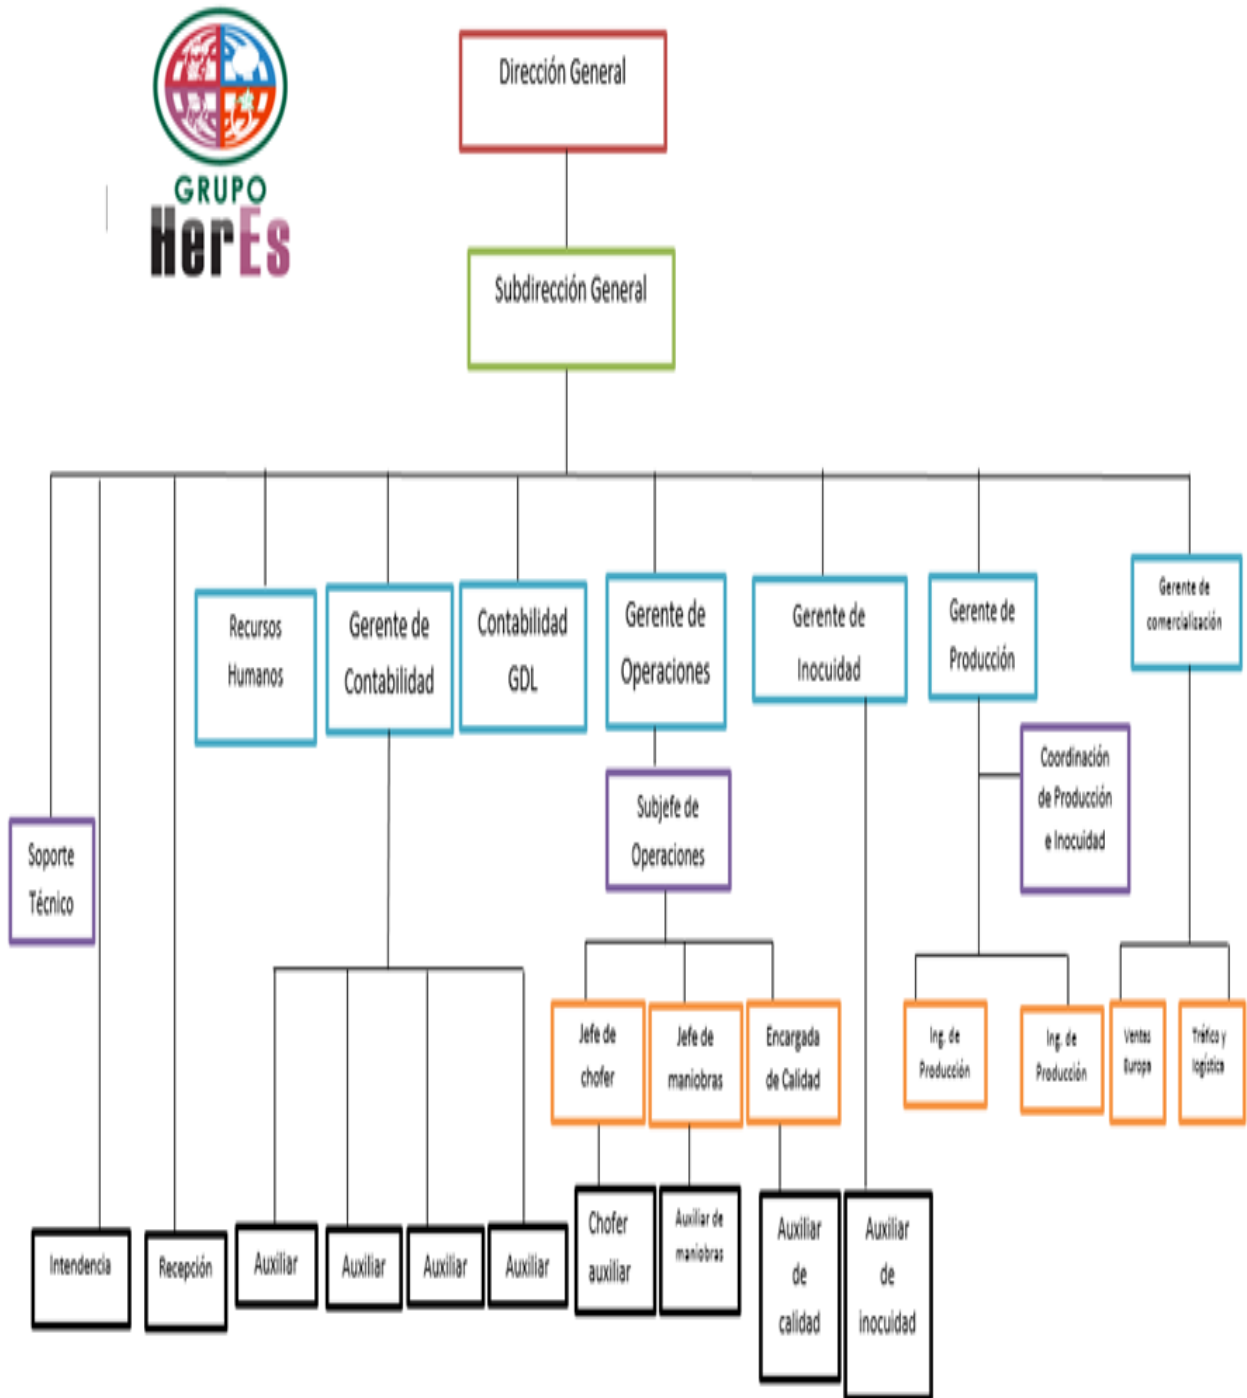 GRUPO
HerEs
Dirección General
Subdirección General
Recursos
Humanos
Gerente de
Contabilidad
Contabilidad
GDL
Gerente de
Operaciones
Gerente de
Inocuidad
Gerente de
Producción
Gerente de
comercialización
Soporte
Técnico
Subjefe de
Operaciones
Coordinación
de Producción
e Inocuidad
Jefe de
chofer
Jefe de
maniobras
Encargada
de Calidad
Ing. de
Producción
Ing. de
Producción
Ventas
Europa
Tráfico y
logística
Intendencia
Recepción
Auxiliar
Auxiliar
Auxiliar
Auxiliar
Chofer
auxiliar
Auxiliar de
maniobras
Auxiliar
de
calidad
Auxiliar
de
inocuidad